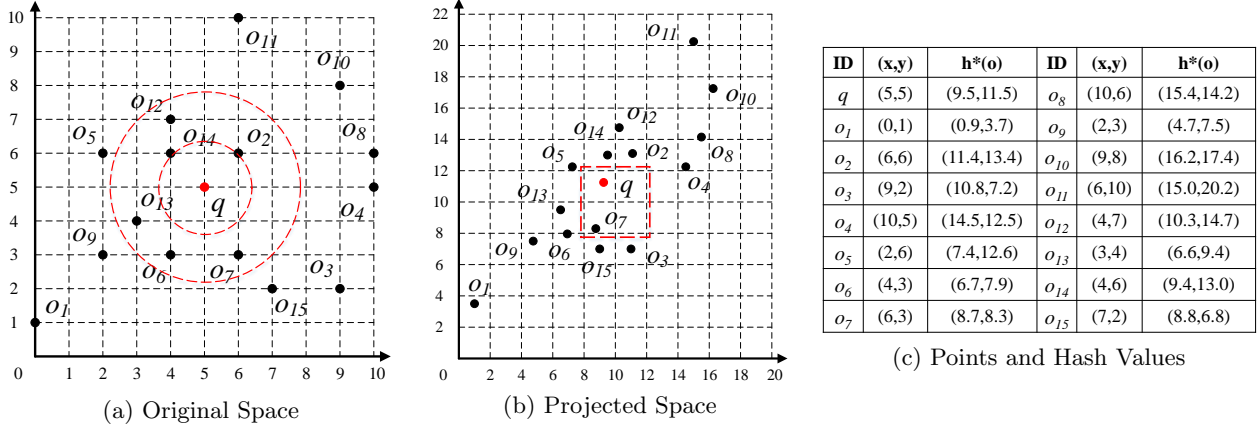 10
9
8
7
6
5
4
3
2
1
0
1 2 3 4 5 6 7 8 9 10
o11
o10
o12
o5
o14
o2
o8
o13
q
o4
o9
o6
o7
o3
o15
o1
(a) Original Space
22
20
18
16
14
12
10
8
6
4
2
0 2 4 6 8 10 12 14 16 18 20
o11
o10
o12
o14
o5
o2
o8
q
o4
o13
o7
o9
o6
o15
o3
o1
(b) Projected Space
ID (x,y) h*(o) ID (x,y) h*(o)
q (5,5) (9.5,11.5) o8 (10,6) (15.4,14.2)
o1 (0,1) (0.9,3.7) o9 (2,3) (4.7,7.5)
o2 (6,6) (11.4,13.4) o10 (9,8) (16.2,17.4)
o3 (9,2) (10.8,7.2) o11 (6,10) (15.0,20.2)
o4 (10,5) (14.5,12.5) o12 (4,7) (10.3,14.7)
o5 (2,6) (7.4,12.6) o13 (3,4) (6.6,9.4)
o6 (4,3) (6.7,7.9) o14 (4,6) (9.4,13.0)
o7 (6,3) (8.7,8.3) o15 (7,2) (8.8,6.8)
(c) Points and Hash Values